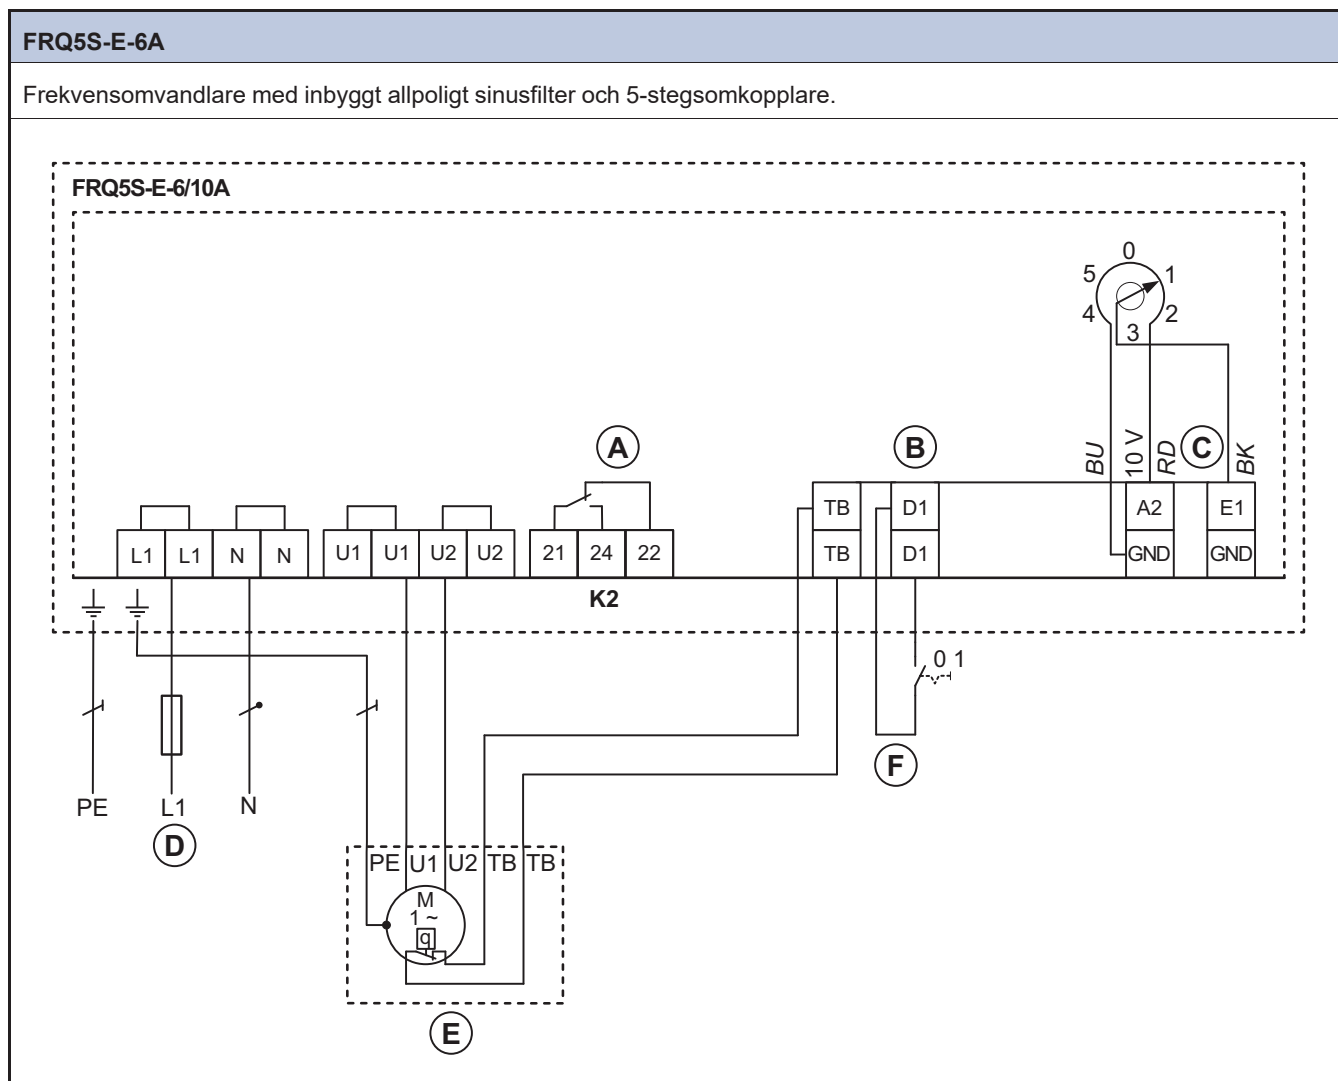 FRQ5S-E-6A
Frekvensomvandlare med inbyggt allpoligt sinusfilter och 5-stegsomkopplare.
FRQ5S-E-6/10A
0
5 1
4 2
3
A B C
BU 10 V RD BK
TB D1 A2 E1
L1 L1 N N U1 U1 U2 U2 21 24 22 TB D1 GND GND
K2
0 1
F
PE L1 N
D
PE U1 U2 TB TB
M
1 ~
q
E